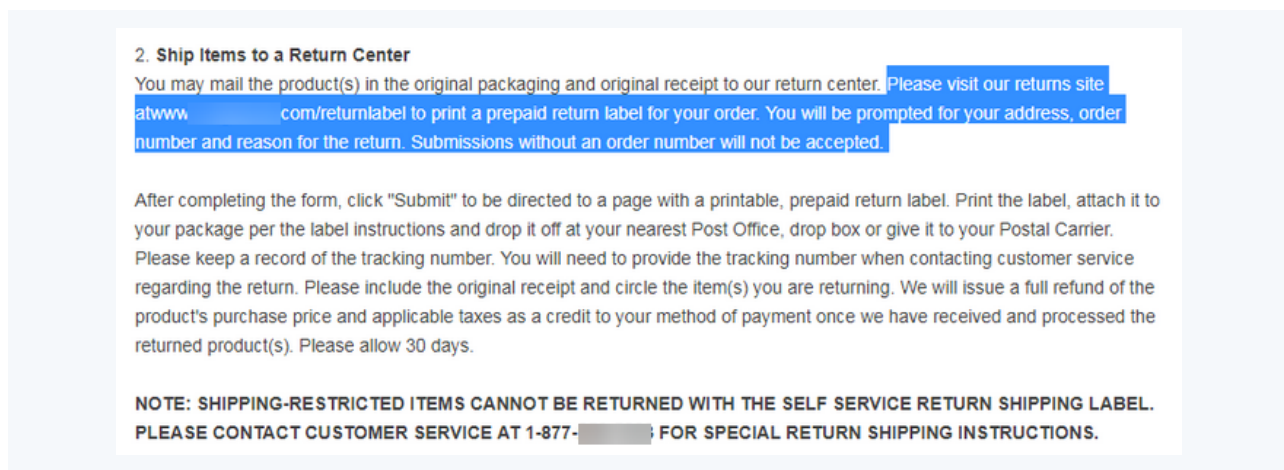 2. Ship Items to a Return Center
You may mail the product(s) in the original packaging and original receipt to our return center. Please visit our returns site
atwww com/returnlabel to print a prepaid return label for your order. You will be prompted for your address, order
number and reason for the return. Submissions without an order number will not be accepted.
After completing the form, click "Submit" to be directed to a page with a printable, prepaid return label. Print the label, attach it to
your package per the label instructions and drop it off at your nearest Post Office, drop box or give it to your Postal Carrier.
Please keep a record of the tracking number. You will need to provide the tracking number when contacting customer service
regarding the return. Please include the original receipt and circle the item(s) you are returning. We will issue a full refund of the
product's purchase price and applicable taxes as a credit to your method of payment once we have received and processed the
returned product(s). Please allow 30 days.
NOTE: SHIPPING-RESTRICTED ITEMS CANNOT BE RETURNED WITH THE SELF SERVICE RETURN SHIPPING LABEL.
PLEASE CONTACT CUSTOMER SERVICE AT 1-877- FOR SPECIAL RETURN SHIPPING INSTRUCTIONS.